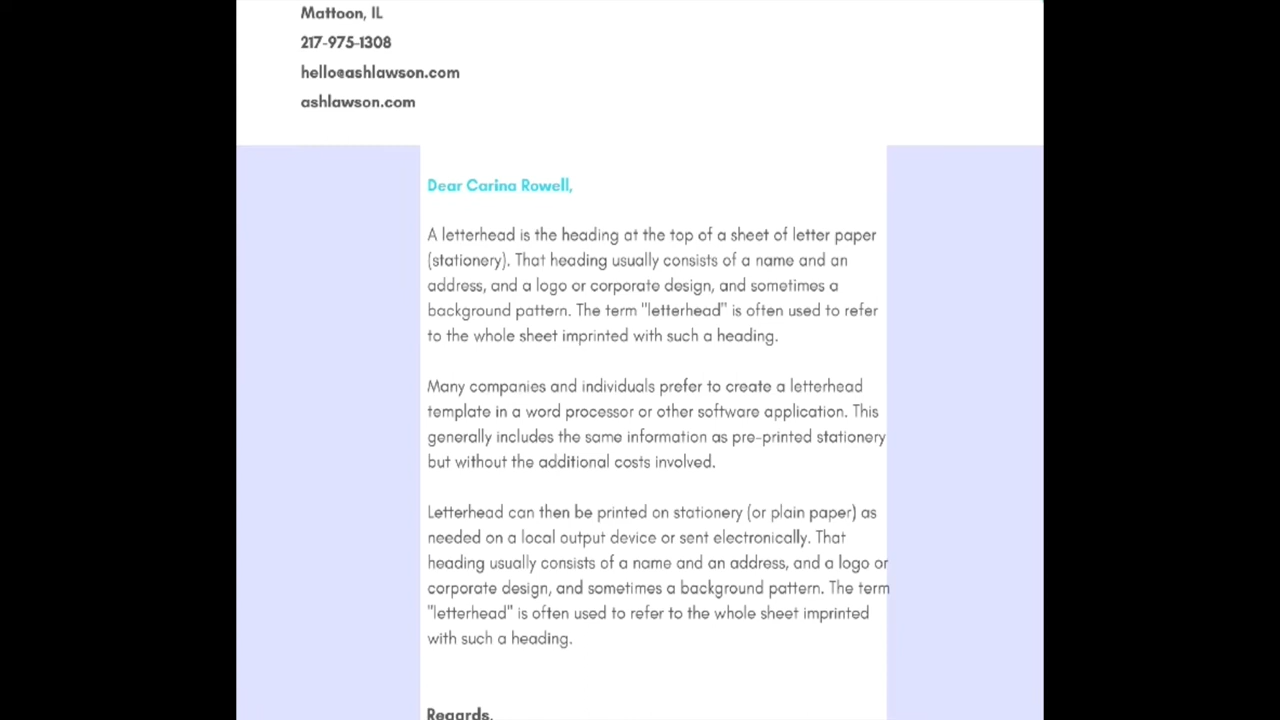 Mattoon, IL
217-975-1308
hello@ashlawson.com
ashlawson.com
Dear Carina Rowell,
A letterhead is the heading at the top of a sheet of letter paper
(stationery). That heading usually consists of a name and an
address, and a logo or corporate design, and sometimes a
background pattern. The term "letterhead" is often used to refer
to the whole sheet imprinted with such a heading.
Many companies and individuals prefer to create a letterhead
template in a word processor or other software application. This
generally includes the same information as pre-printed stationery
but without the additional costs involved.
Letterhead can then be printed on stationery (or plain paper) as
needed on a local output device or sent electronically. That
heading usually consists of a name and an address, and a logo or
corporate design, and sometimes a background pattern. The term
"letterhead" is often used to refer to the whole sheet imprinted
with such a heading.
Regards,